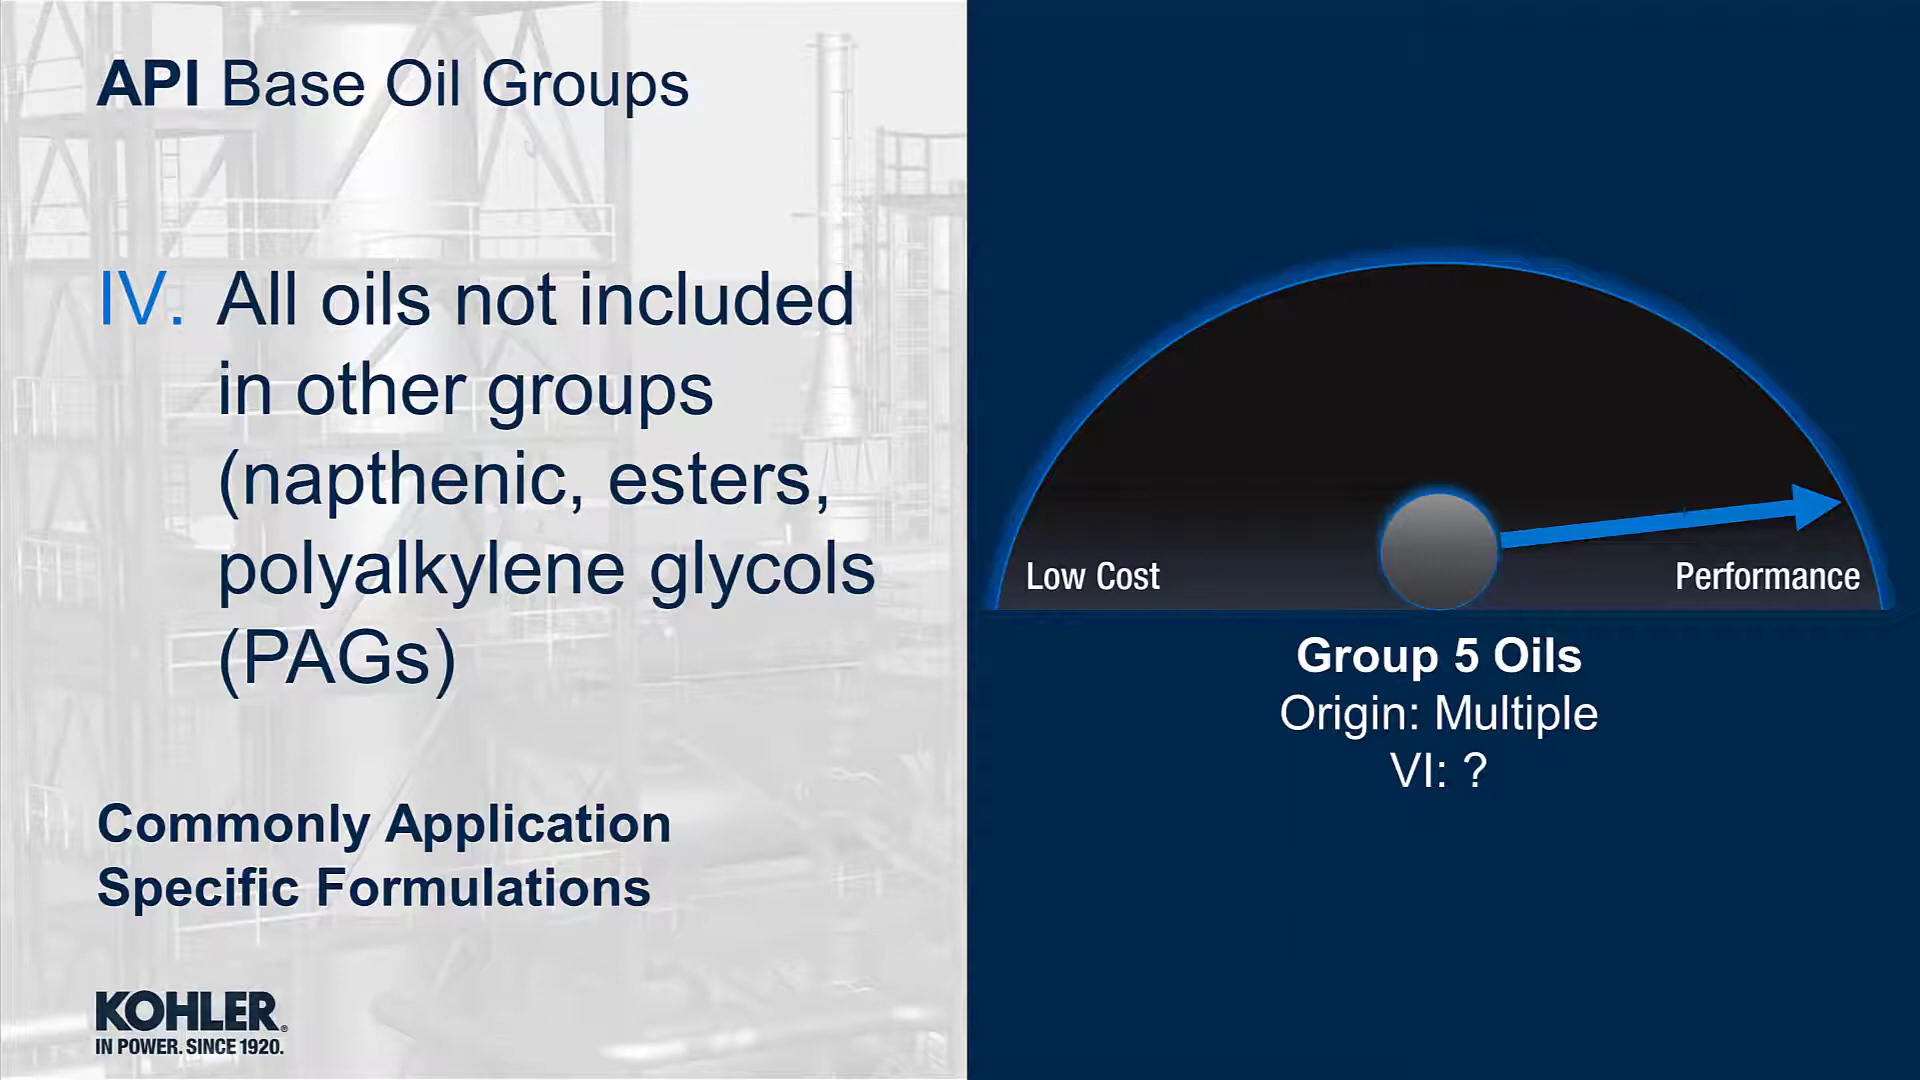 API Base Oil Groups
IV. All oils not included
in other groups
(napthenic, esters,
polyalkylene glycols
(PAGs)
Commonly Application
Specific Formulations
KOHLER®
IN POWER. SINCE 1920.
Low Cost
Performance
Group 5 Oils
Origin: Multiple
VI: ?